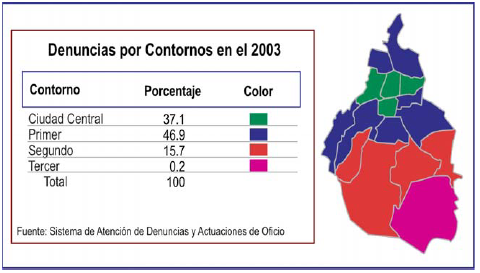 Denuncias por Contornos en el 2003
Contorno Porcentaje Color
Ciudad Central 37.1
Primer 46.9
Segundo 15.7
Tercer 0.2
Total 100
Fuente: Sistema de Atención de Denuncias y Actuaciones de Oficio